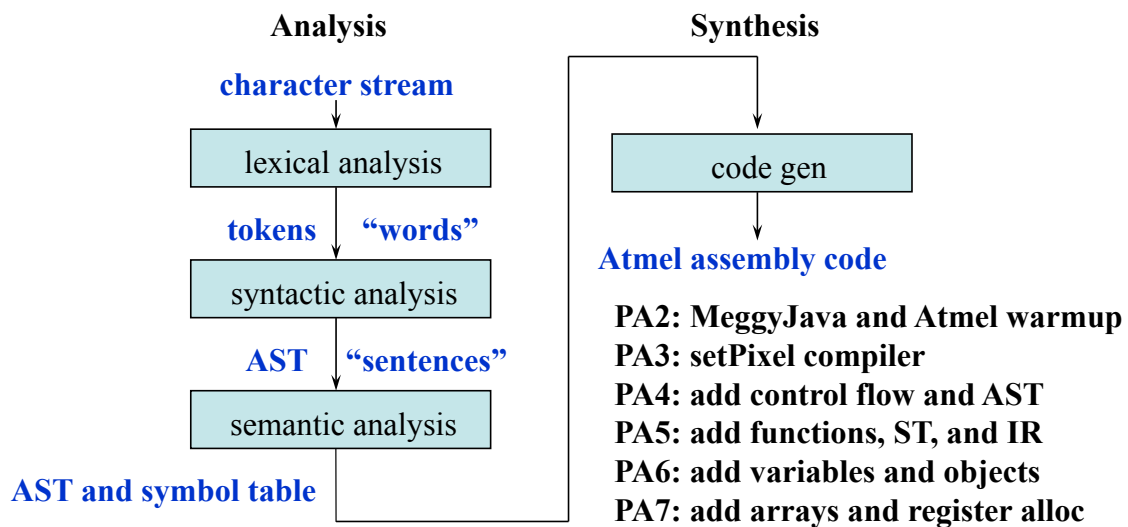 Analysis
character stream
lexical analysis
tokens “words”
syntactic analysis
AST “sentences”
semantic analysis
AST and symbol table
Synthesis
code gen
Atmel assembly code
PA2: MeggyJava and Atmel warmup
PA3: setPixel compiler
PA4: add control flow and AST
PA5: add functions, ST, and IR
PA6: add variables and objects
PA7: add arrays and register alloc